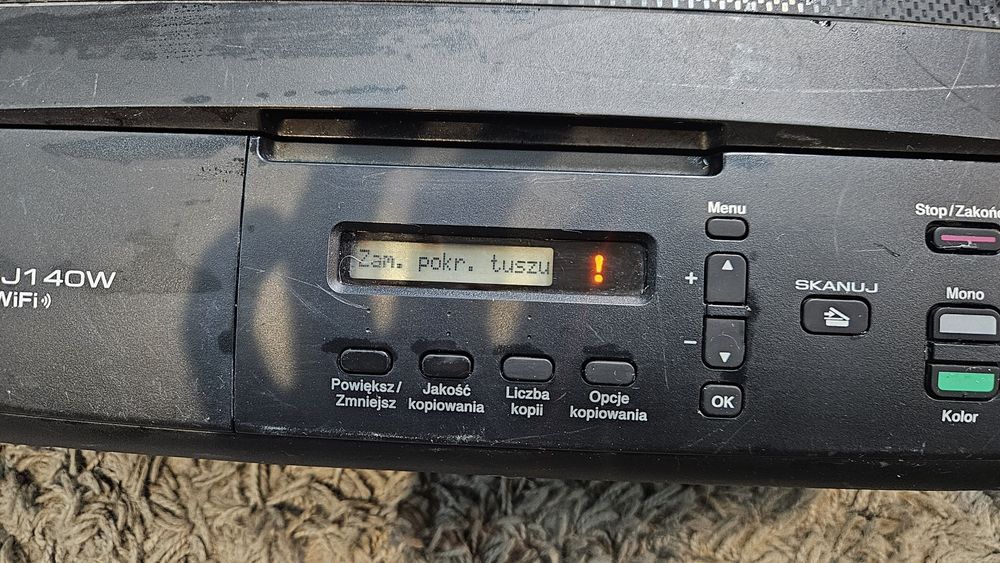 J140W
WiFi
Zam. pokr. tuszu
!
Powiększ/
Zmniejsz
Jakość
kopiowania
Liczba
kopii
Opcje
kopiowania
Menu
+
−
OK
SKANUJ
Stop/Zakońc
Mono
Kolor